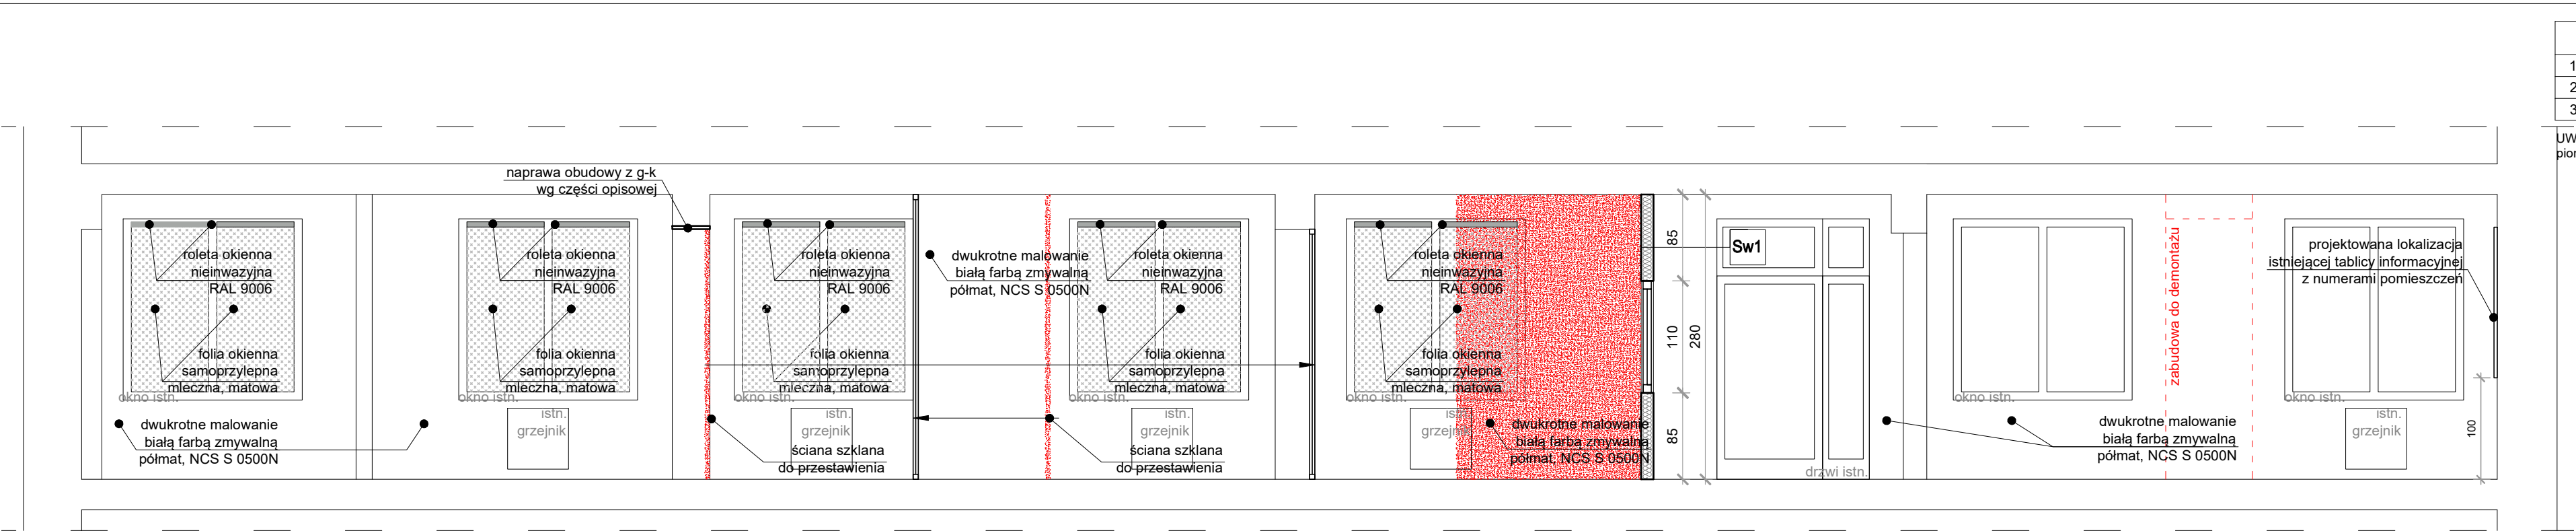 1
2
3
UW
pion
naprawa obudowy z g-k
wg części opisowej
roleta okienna
nieinwazyjna
RAL 9006
folia okienna
samoprzylepna
mleczna, matowa
okno istn.
dwukrotne malowanie
białą farbą zmywalną
półmat, NCS S 0500N
roleta okienna
nieinwazyjna
RAL 9006
folia okienna
samoprzylepna
mleczna, matowa
okno istn.
istn.
grzejnik
roleta okienna
nieinwazyjna
RAL 9006
folia okienna
samoprzylepna
mleczna, matowa
okno istn.
istn.
grzejnik
ściana szklana
do przestawienia
dwukrotne malowanie
białą farbą zmywalną
półmat, NCS S 0500N
roleta okienna
nieinwazyjna
RAL 9006
folia okienna
samoprzylepna
mleczna, matowa
okno istn.
istn.
grzejnik
ściana szklana
do przestawienia
roleta okienna
nieinwazyjna
RAL 9006
folia okienna
samoprzylepna
mleczna, matowa
okno istn.
istn.
grzejnik
dwukrotne malowanie
białą farbą zmywalną
półmat, NCS S 0500N
85
110
280
85
Sw1
drzwi istn.
okno istn.
dwukrotne malowanie
białą farbą zmywalną
półmat, NCS S 0500N
zabudowa do demontażu
projektowana lokalizacja
istniejącej tablicy informacyjnej
z numerami pomieszczeń
okno istn.
istn.
grzejnik
100